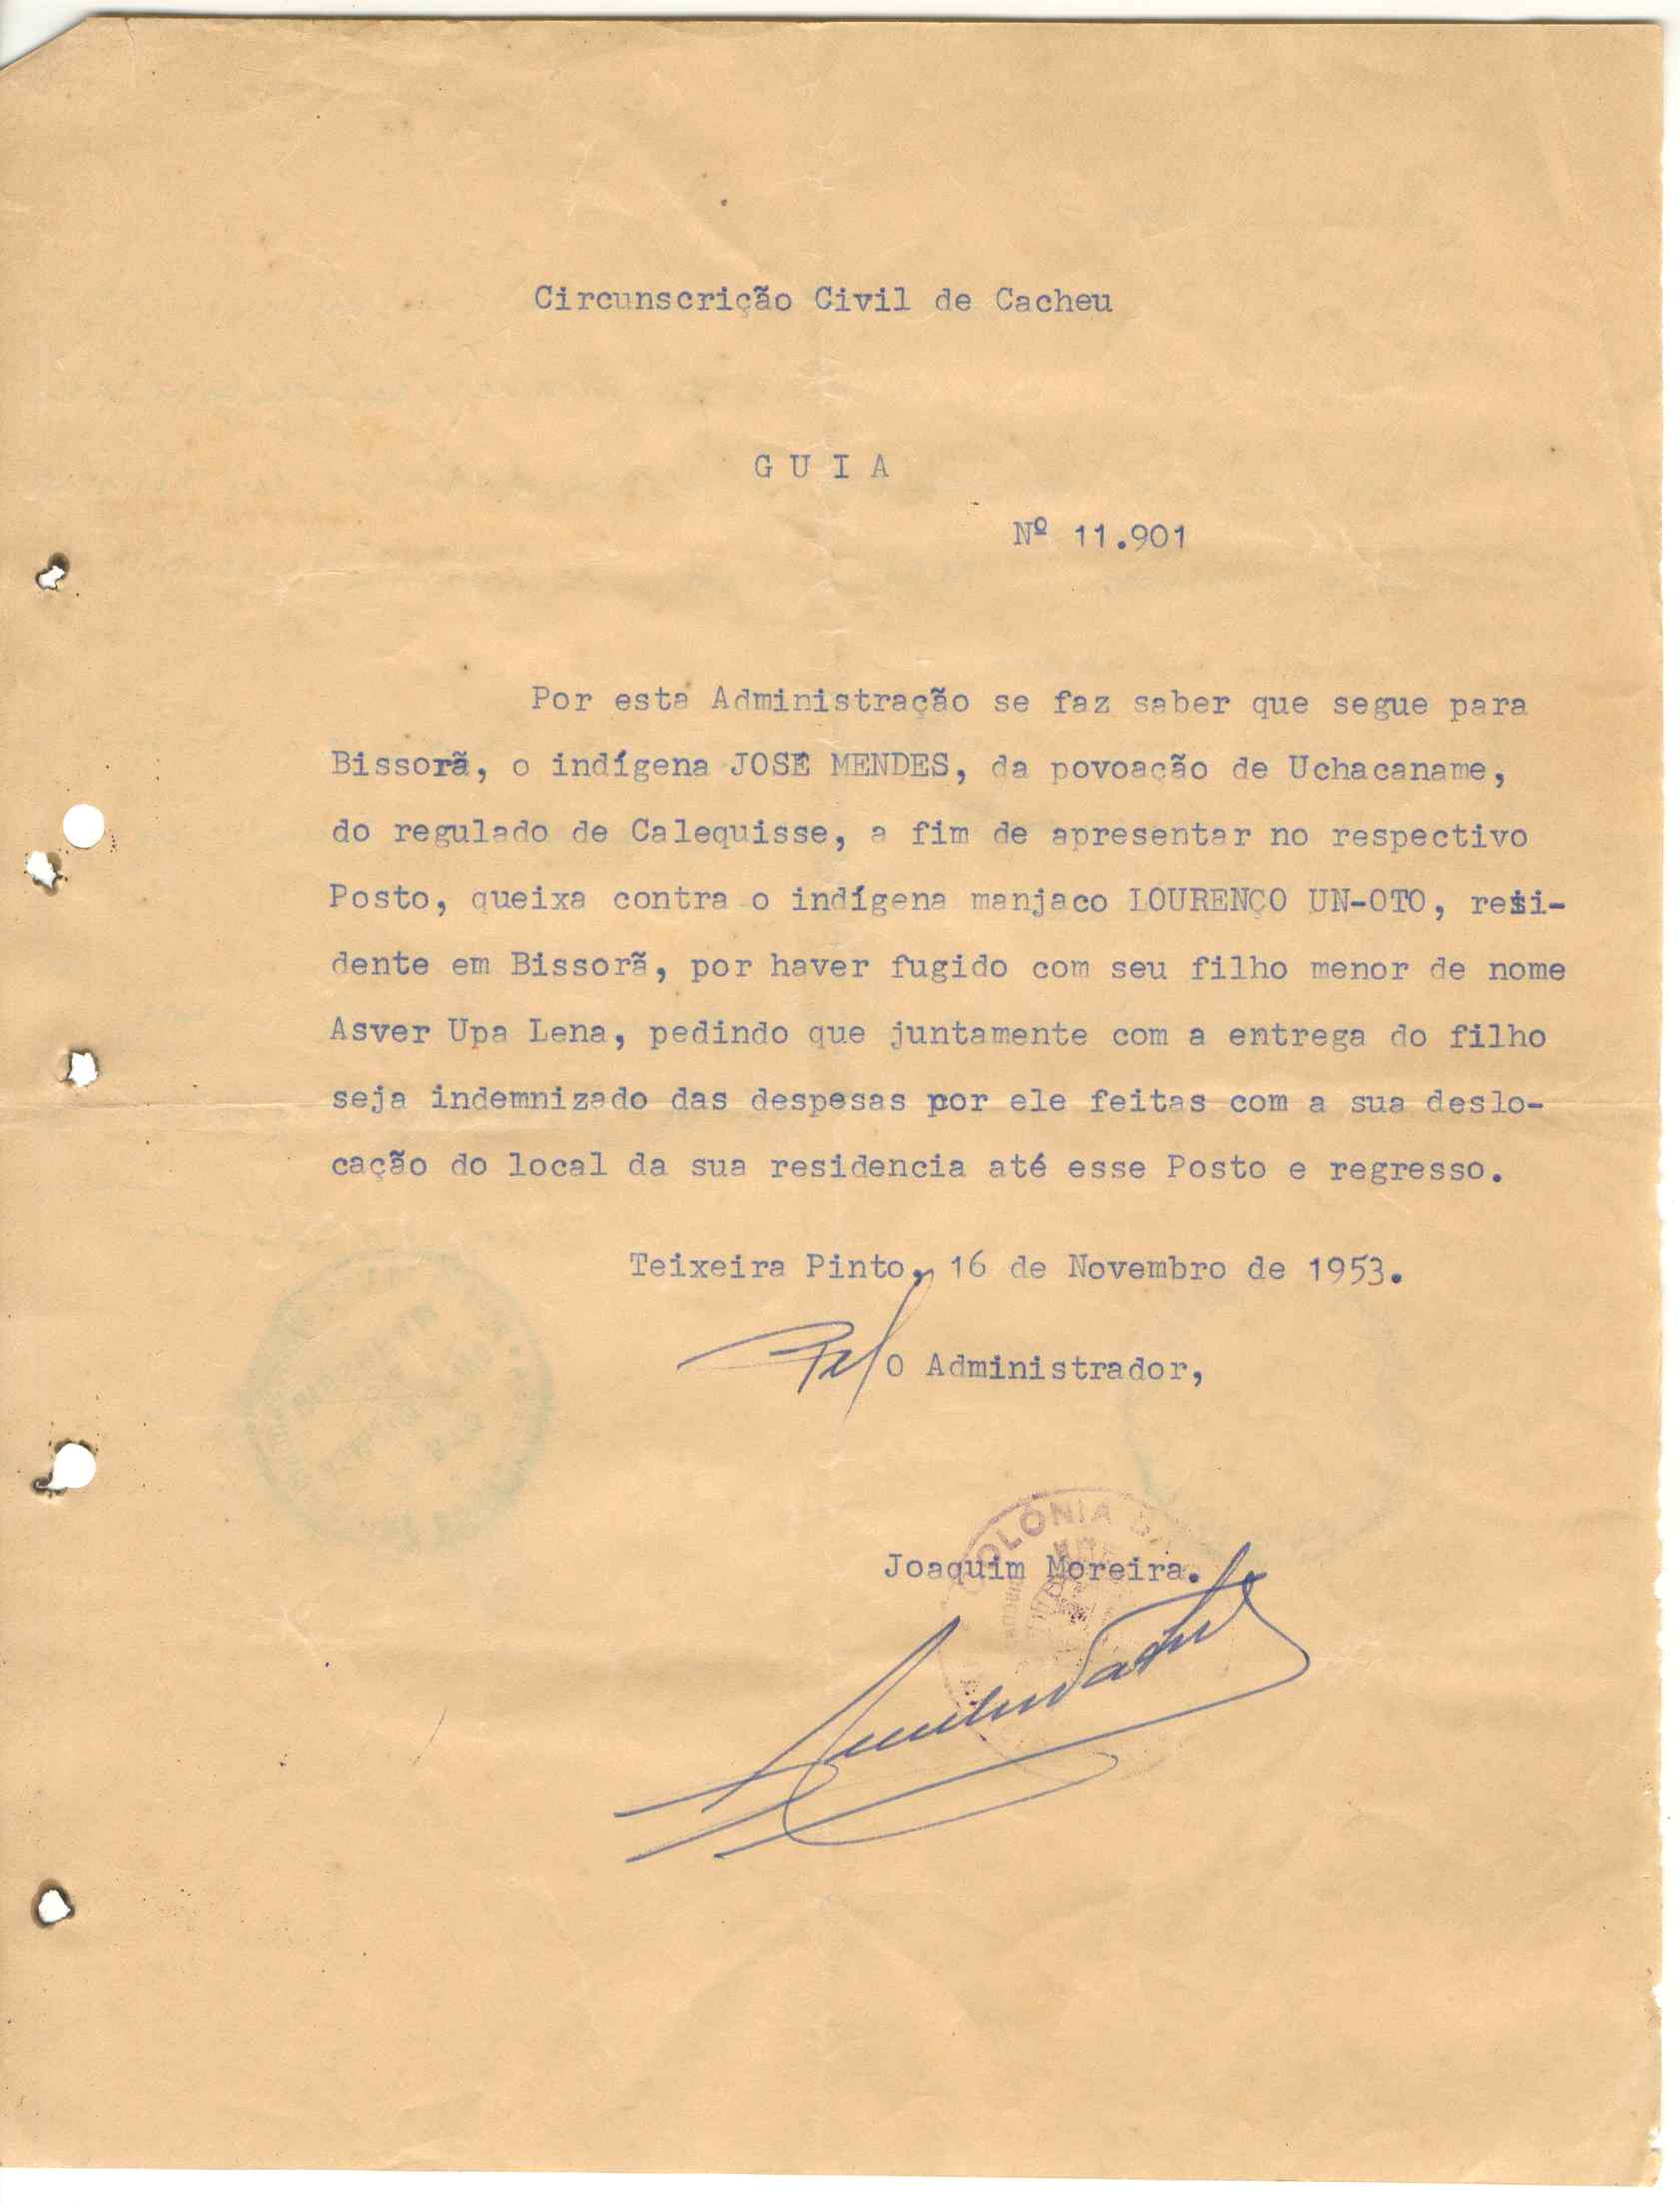 Circunscrição Civil de Cacheu
G U I A
Nº 11.901
Por esta Administração se faz saber que segue para
Bissorã, o indígena JOSÉ MENDES, da povoação de Uchacaname,
do regulado de Calequisse, a fim de apresentar no respectivo
Posto, queixa contra o indígena manjaco LOURENÇO UN-OTO, resi-
dente em Bissorã, por haver fugido com seu filho menor de nome
Asver Upa Lena, pedindo que juntamente com a entrega do filho
seja indemnizado das despesas por ele feitas com a sua deslo-
cação do local da sua residencia até esse Posto e regresso.
Teixeira Pinto, 16 de Novembro de 1953.
Pelo Administrador,
COLÓNIA
Joaquim Moreira.